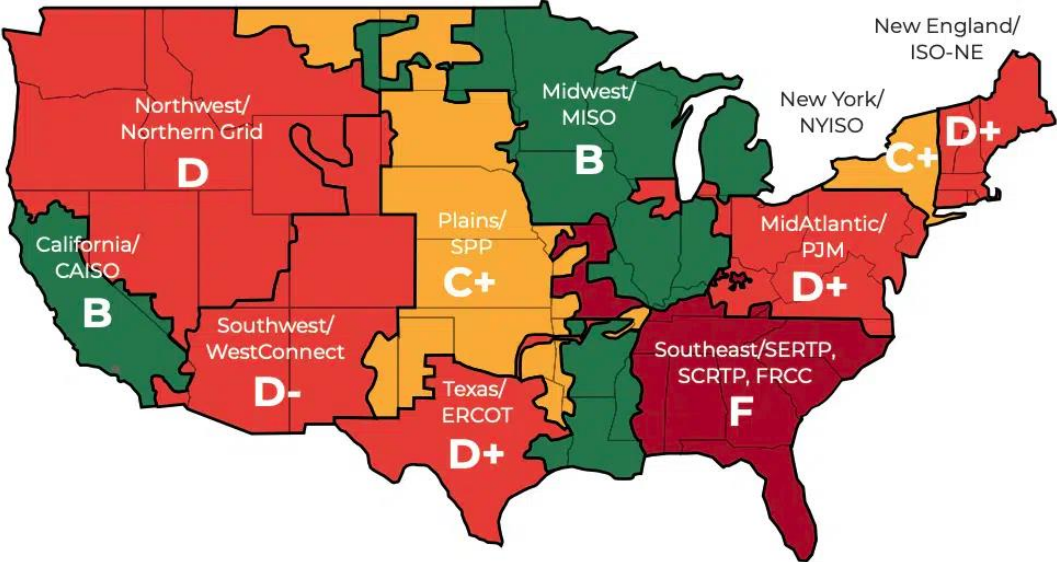 New England/
ISO-NE
D+
New York/
NYISO
C+
Northwest/
Northern Grid
D
Midwest/
MISO
B
California/
CAISO
B
Plains/
SPP
C+
MidAtlantic/
PJM
D+
Southwest/
WestConnect
D-
Texas/
ERCOT
D+
Southeast/SERTP,
SCRTP, FRCC
F